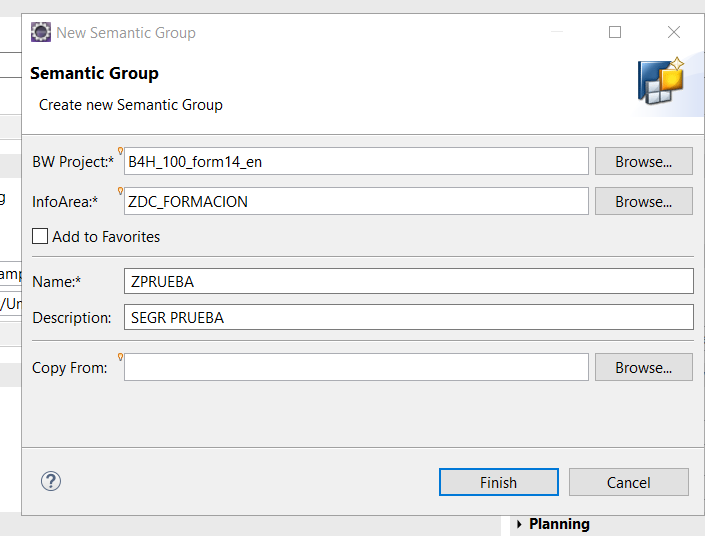 New Semantic Group
Semantic Group
Create new Semantic Group
BW Project:* B4H_100_form14_en Browse...
g
InfoArea:* ZDC_FORMACION Browse...
Add to Favorites
amp
Name:* ZPRUEBA
/Un
Description: SEGR PRUEBA
Copy From: Browse...
? Finish Cancel
Planning